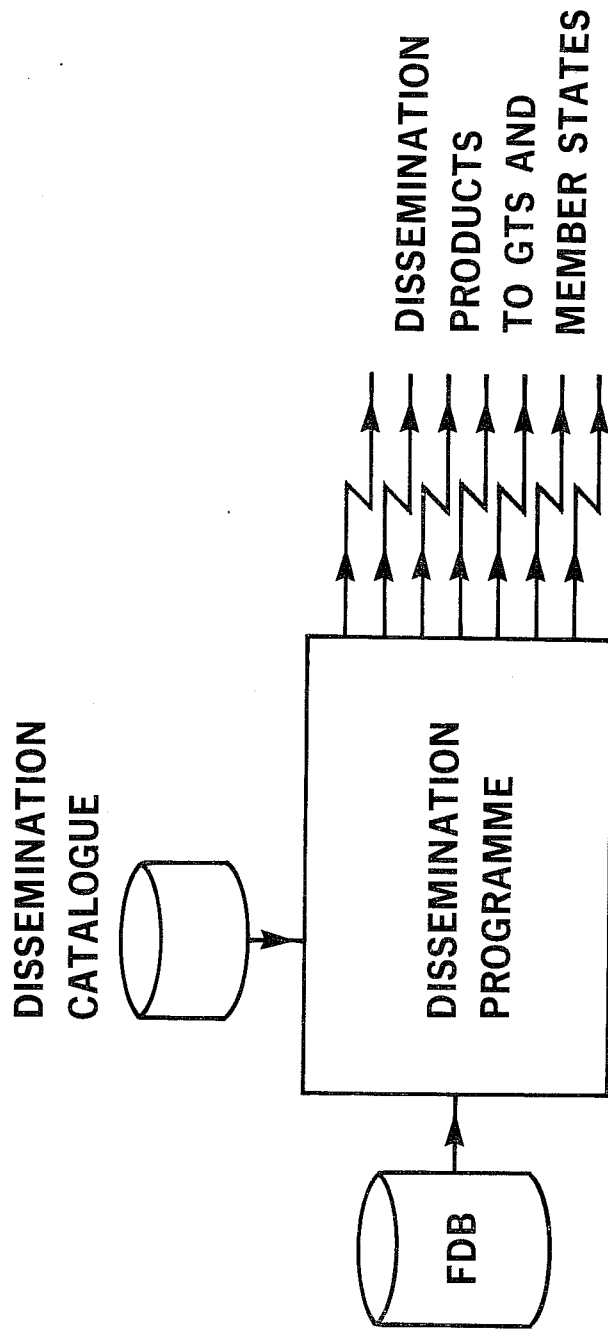 DISSEMINATION
CATALOGUE
FDB
DISSEMINATION
PROGRAMME
DISSEMINATION
PRODUCTS
TO GTS AND
MEMBER STATES